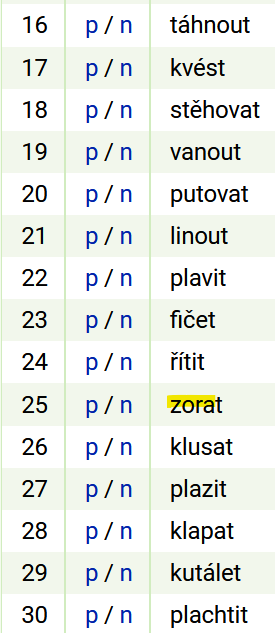 16 p / n táhnout
17 p / n kvést
18 p / n stěhovat
19 p / n vanout
20 p / n putovat
21 p / n linout
22 p / n plavit
23 p / n fičet
24 p / n řítit
25 p / n zorat
26 p / n klusat
27 p / n plazit
28 p / n klapat
29 p / n kutálet
30 p / n plachtit